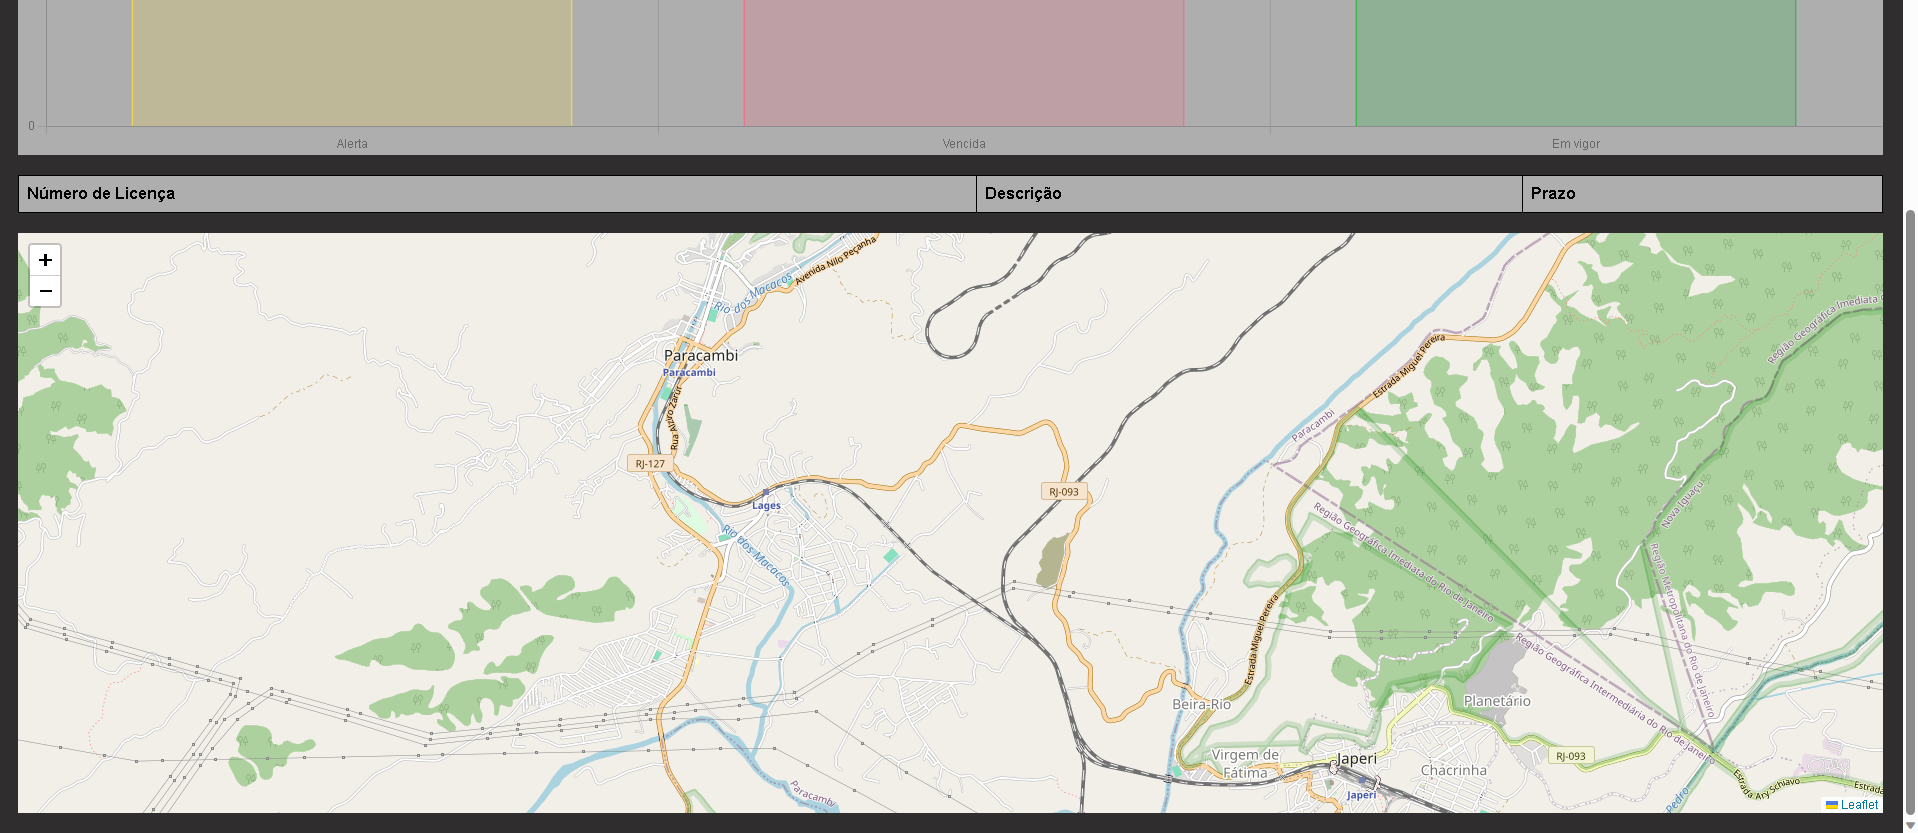 0
Alerta
Vencida
Em vigor
Número de Licença
Descrição
Prazo
+
−
Avenida Nilo Peçanha
Rio dos Macacos
Paracambi
Paracambi
Rua Alziro Zarur
RJ-127
Lages
Rio dos Macacos
RJ-093
Estrada Miguel Pereira
Paracambi
Região Geográfica Imediata
Nova Iguaçu
Região Geográfica Imediata do Rio de Janeiro
Região Metropolitana do Rio de Janeiro
Estrada Miguel Pereira
Região Geográfica Intermediária do Rio de Janeiro
Beira-Rio
Planetário
Virgem de
Fátima
Japeri
Japeri
Chacrinha
RJ-093
Estrada Ary Schiavo
Estrada
Pedro
Paracamby
Leaflet